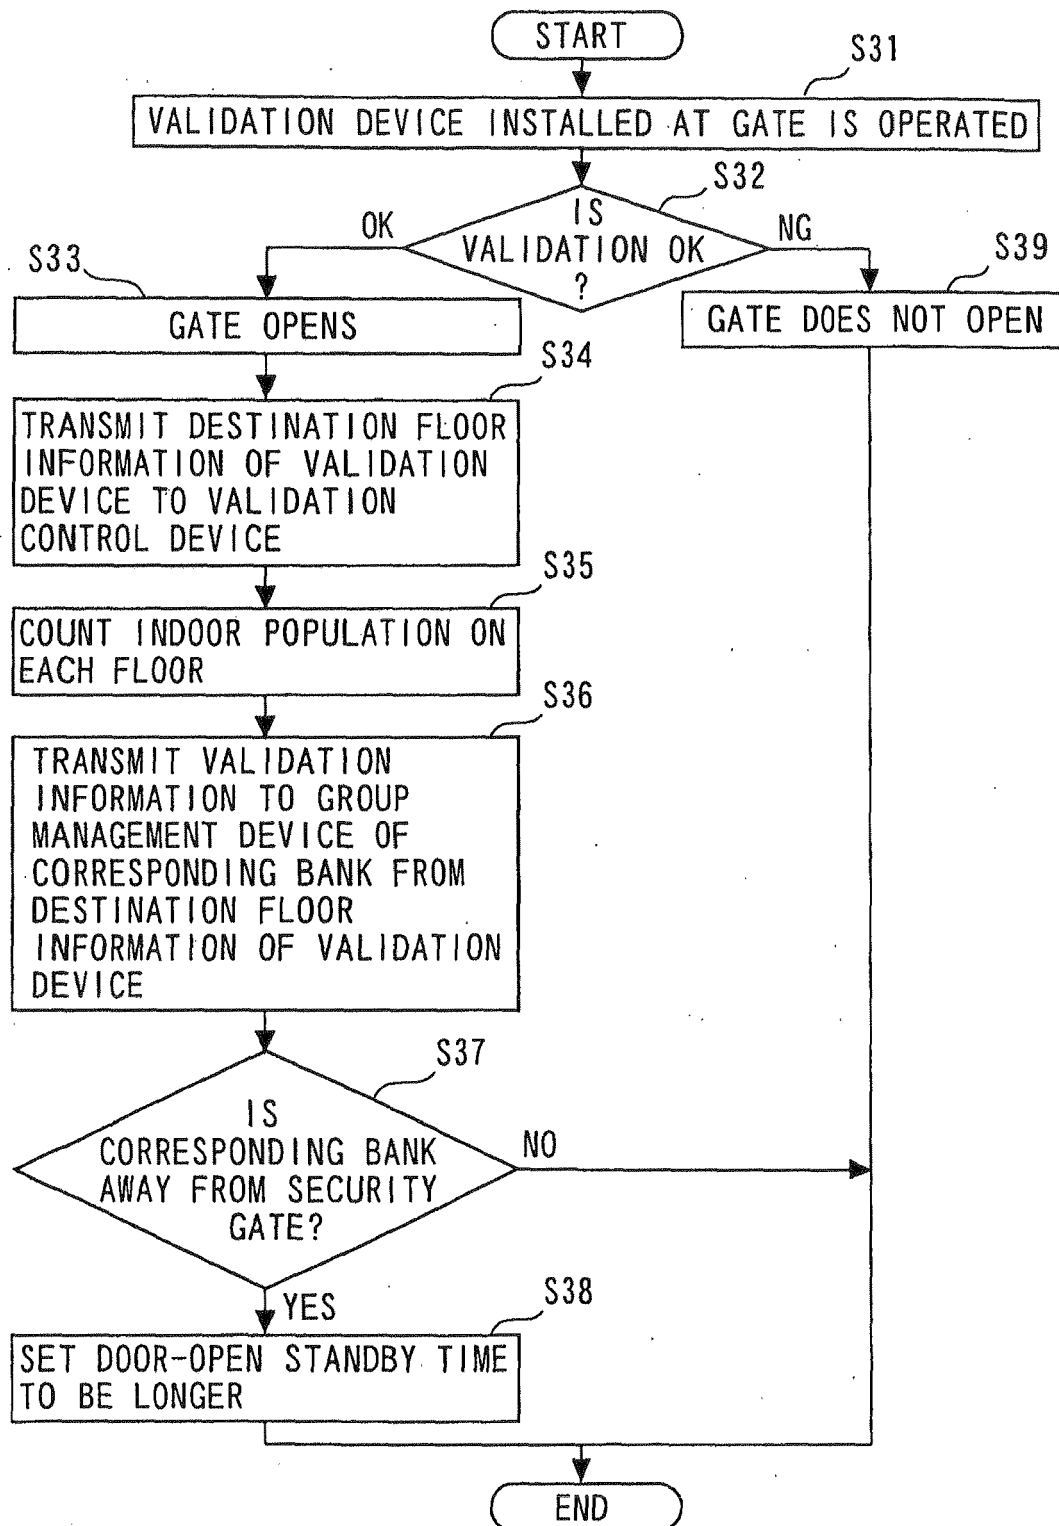 START
S31
VALIDATION DEVICE INSTALLED AT GATE IS OPERATED
S32
IS
VALIDATION OK
?
OK
NG
S33
GATE OPENS
S39
GATE DOES NOT OPEN
S34
TRANSMIT DESTINATION FLOOR
INFORMATION OF VALIDATION
DEVICE TO VALIDATION
CONTROL DEVICE
S35
COUNT INDOOR POPULATION ON
EACH FLOOR
S36
TRANSMIT VALIDATION
INFORMATION TO GROUP
MANAGEMENT DEVICE OF
CORRESPONDING BANK FROM
DESTINATION FLOOR
INFORMATION OF VALIDATION
DEVICE
S37
IS
CORRESPONDING BANK
AWAY FROM SECURITY
GATE?
NO
YES
S38
SET DOOR-OPEN STANDBY TIME
TO BE LONGER
END